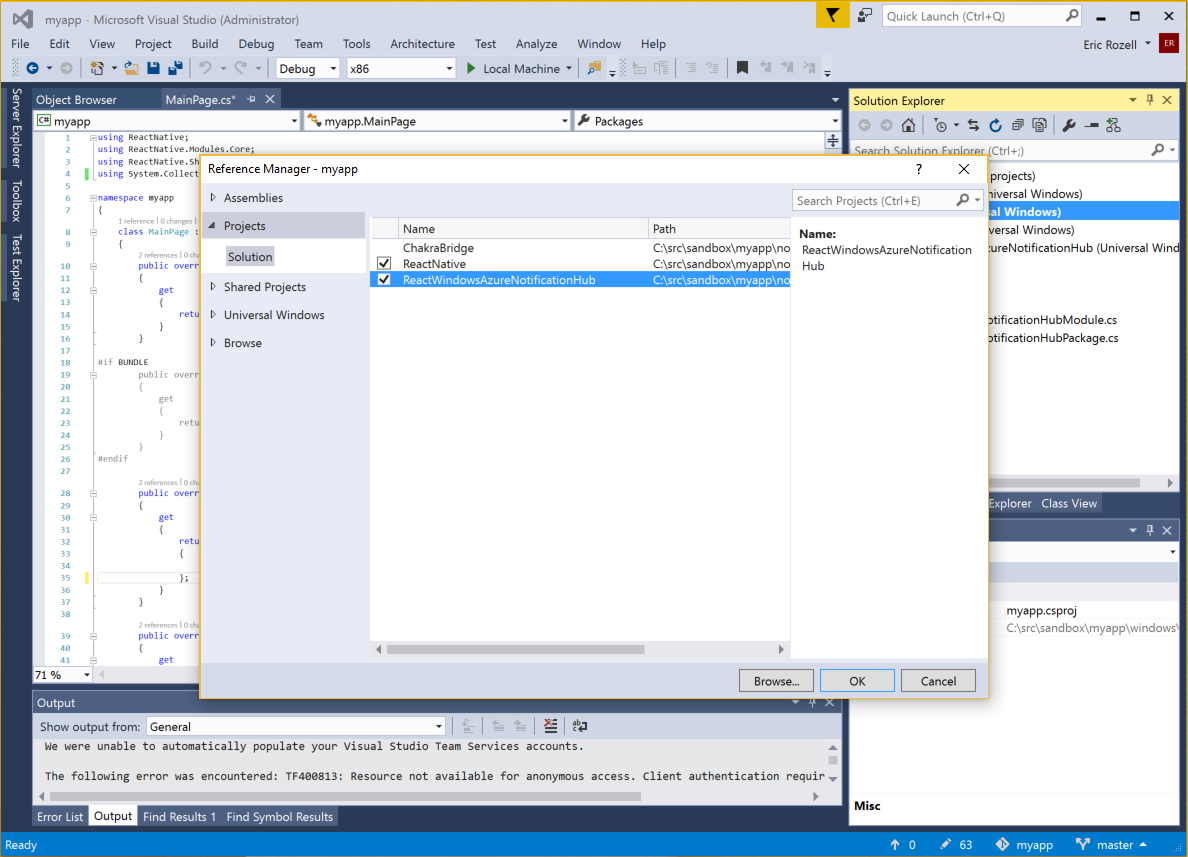 myapp - Microsoft Visual Studio (Administrator)
Quick Launch (Ctrl+Q)
File Edit View Project Build Debug Team Tools Architecture Test Analyze Window Help
Eric Rozell ER
Debug x86 Local Machine
Server Explorer
Toolbox
Test Explorer
Object Browser MainPage.cs*
C# myapp myapp.MainPage Packages
1 using ReactNative;
2 using ReactNative.Modules.Core;
3 using ReactNative.Sh
4 using System.Collect
5
6 namespace myapp
7 {
1 reference | 0 changes |
8 class MainPage :
9 {
2 references | 0 cha
10 public overr
11 {
12 get
13 {
14 retu
15 }
16 }
17
18 #if BUNDLE
19 public overr
20 {
21 get
22 {
23 retu
24 }
25 }
26 #endif
27
2 references | 0 cha
28 public overr
29 {
30 get
31 {
32 retu
33 {
34
35 };
36 }
37 }
38
2 references | 0 cha
39 public overr
40 {
41 get
71 %
Reference Manager - myapp
? 
Assemblies
Projects
Solution
Shared Projects
Universal Windows
Browse
Search Projects (Ctrl+E)
Name Path
ChakraBridge C:\src\sandbox\myapp\no
ReactNative C:\src\sandbox\myapp\no
ReactWindowsAzureNotificationHub C:\src\sandbox\myapp\no
Name:
ReactWindowsAzureNotification
Hub
Browse... OK Cancel
Solution Explorer
Search Solution Explorer (Ctrl+;)
projects)
niversal Windows)
al Windows)
versal Windows)
zureNotificationHub (Universal Wind
otificationHubModule.cs
otificationHubPackage.cs
Explorer Class View
myapp.csproj
C:\src\sandbox\myapp\windows\
Misc
Output
Show output from: General
We were unable to automatically populate your Visual Studio Team Services accounts.
The following error was encountered: TF400813: Resource not available for anonymous access. Client authentication requir
Error List Output Find Results 1 Find Symbol Results
Ready 0 63 myapp master